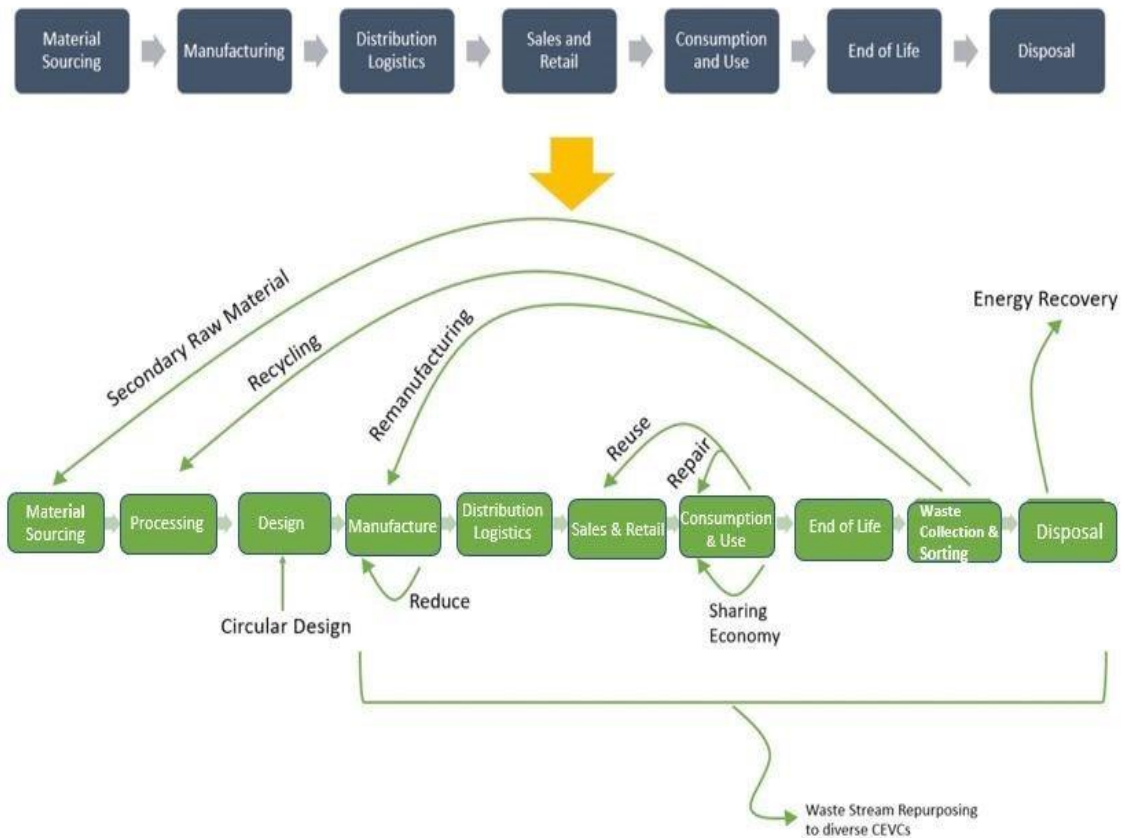 Material
Sourcing
Manufacturing
Distribution
Logistics
Sales and
Retail
Consumption
and Use
End of Life
Disposal
Secondary Raw Material
Recycling
Remanufacturing
Reuse
Repair
Energy Recovery
Material
Sourcing
Processing
Design
Manufacture
Distribution
Logistics
Sales & Retail
Consumption
& Use
End of Life
Waste
Collection &
Sorting
Disposal
Circular Design
Reduce
Sharing
Economy
Waste Stream Repurposing
to diverse CEVCs